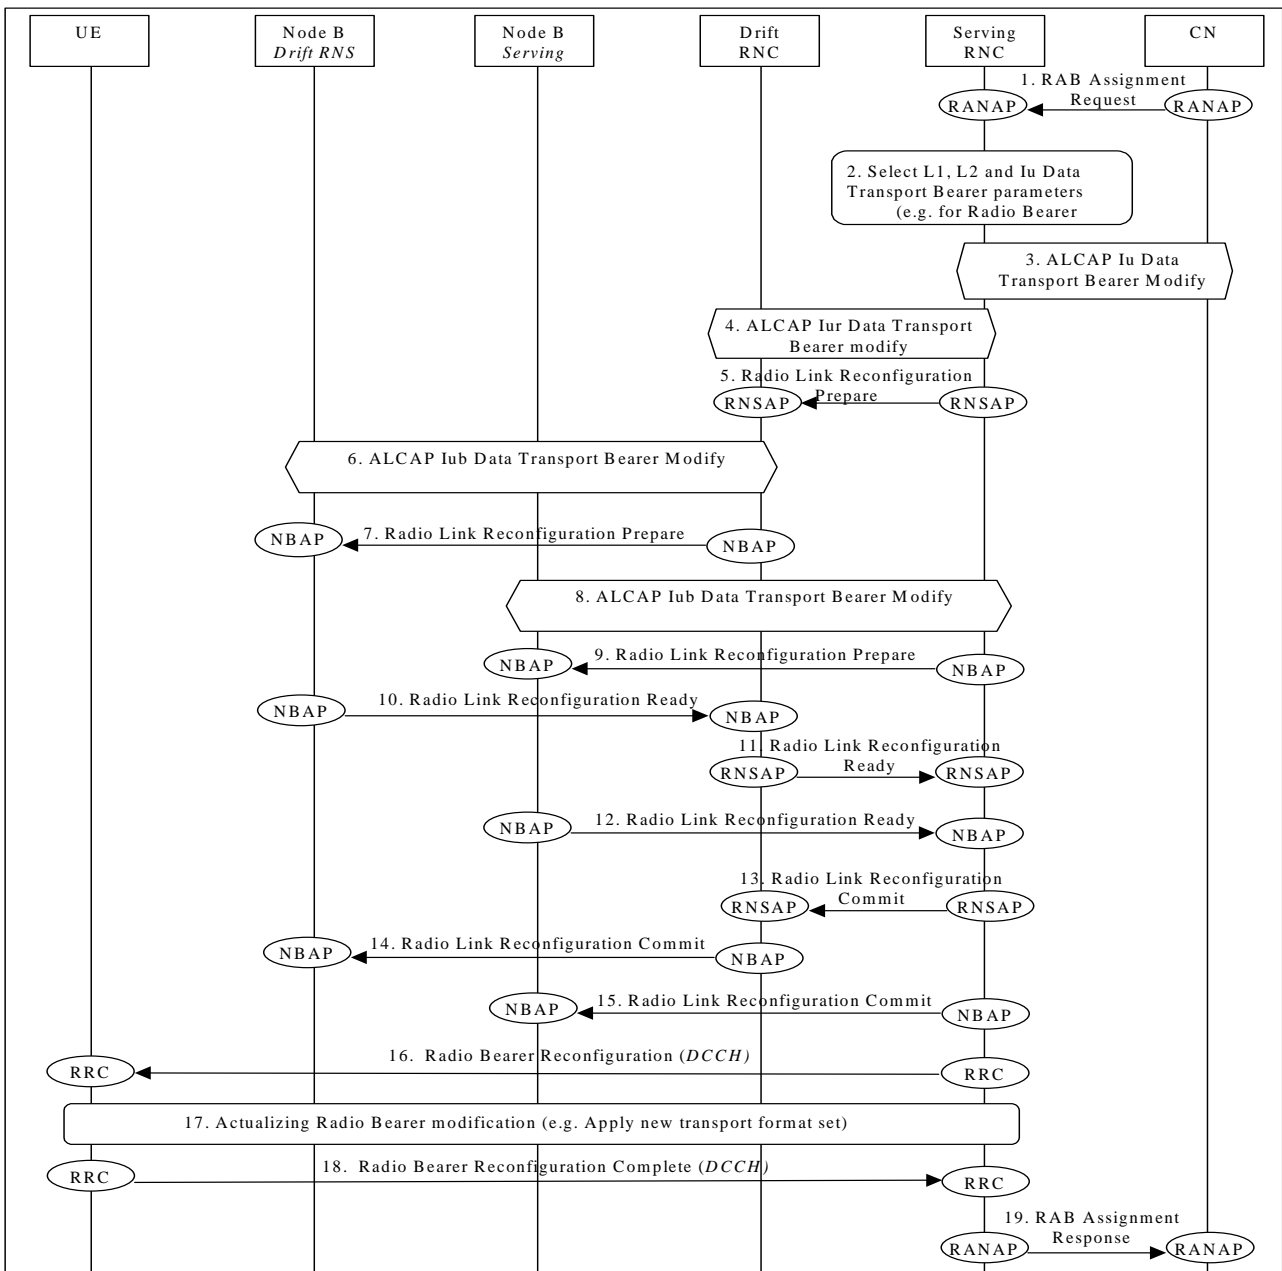 UE
Node B
Drift RNS
Node B
Serving
Drift
RNC
Serving
RNC
CN
1. RAB Assignment
Request
RANAP
RANAP
2. Select L1, L2 and Iu Data
Transport Bearer parameters
(e.g. for Radio Bearer
3. ALCAP Iu Data
Transport Bearer Modify
4. ALCAP Iur Data Transport
Bearer modify
5. Radio Link Reconfiguration
Prepare
RNSAP
RNSAP
6. ALCAP Iub Data Transport Bearer Modify
7. Radio Link Reconfiguration Prepare
NBAP
NBAP
8. ALCAP Iub Data Transport Bearer Modify
9. Radio Link Reconfiguration Prepare
NBAP
NBAP
10. Radio Link Reconfiguration Ready
NBAP
NBAP
11. Radio Link Reconfiguration
Ready
RNSAP
RNSAP
12. Radio Link Reconfiguration Ready
NBAP
NBAP
13. Radio Link Reconfiguration
Commit
RNSAP
RNSAP
14. Radio Link Reconfiguration Commit
NBAP
NBAP
15. Radio Link Reconfiguration Commit
NBAP
NBAP
16. Radio Bearer Reconfiguration (DCCH)
RRC
RRC
17. Actualizing Radio Bearer modification (e.g. Apply new transport format set)
18. Radio Bearer Reconfiguration Complete (DCCH)
RRC
RRC
19. RAB Assignment
Response
RANAP
RANAP